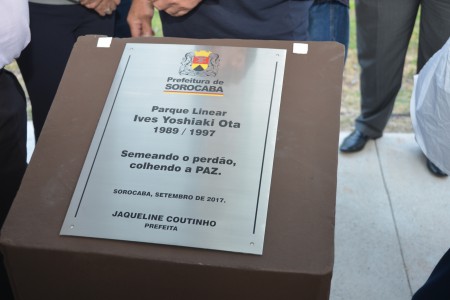 Prefeitura de
SOROCABA
Parque Linear
Ives Yoshiaki Ota
1989 / 1997
Semeando o perdão,
colhendo a PAZ.
SOROCABA, SETEMBRO DE 2017.
JAQUELINE COUTINHO
PREFEITA